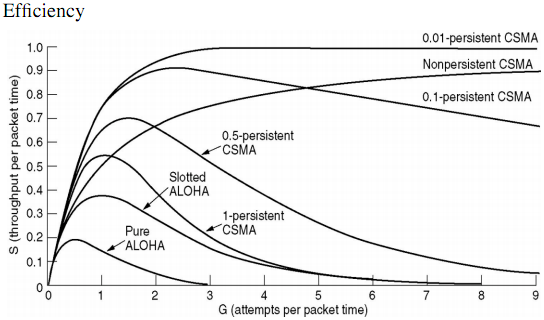 Efficiency
0.01-persistent CSMA
Nonpersistent CSMA
0.1-persistent CSMA
0.5-persistent
CSMA
Slotted
ALOHA
1-persistent
CSMA
Pure
ALOHA
S (throughput per packet time)
1.0
0.9
0.8
0.7
0.6
0.5
0.4
0.3
0.2
0.1
0
0 1 2 3 4 5 6 7 8 9
G (attempts per packet time)